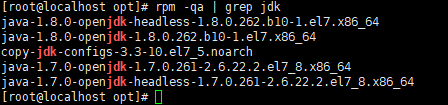 [root@localhost opt]# rpm -qa | grep jdk
java-1.8.0-openjdk-headless-1.8.0.262.b10-1.el7.x86_64
java-1.8.0-openjdk-1.8.0.262.b10-1.el7.x86_64
copy-jdk-configs-3.3-10.el7_5.noarch
java-1.7.0-openjdk-1.7.0.261-2.6.22.2.el7_8.x86_64
java-1.7.0-openjdk-headless-1.7.0.261-2.6.22.2.el7_8.x86_64
[root@localhost opt]#